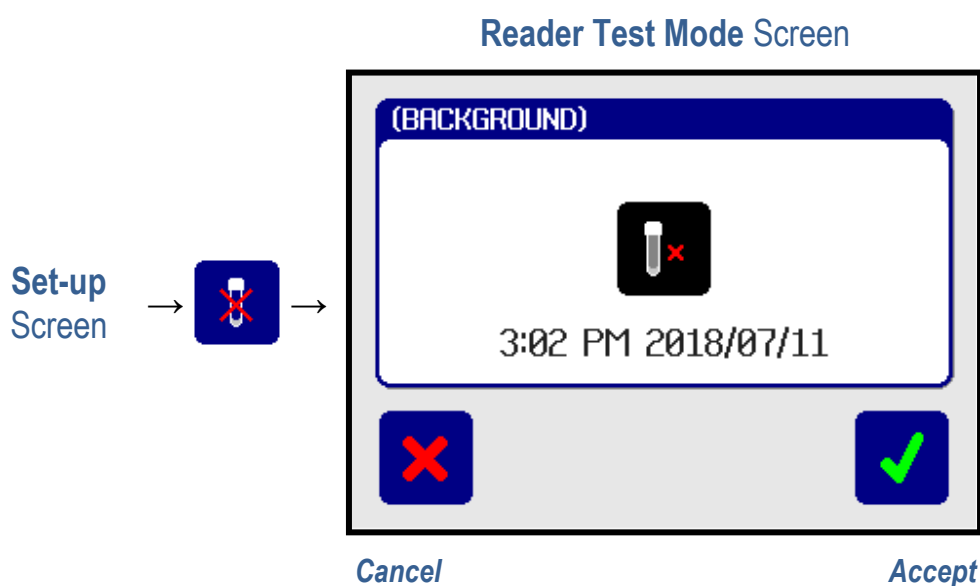 Reader Test Mode Screen
(BACKGROUND)
3:02 PM 2018/07/11
Set-up
Screen
→ →
Cancel Accept